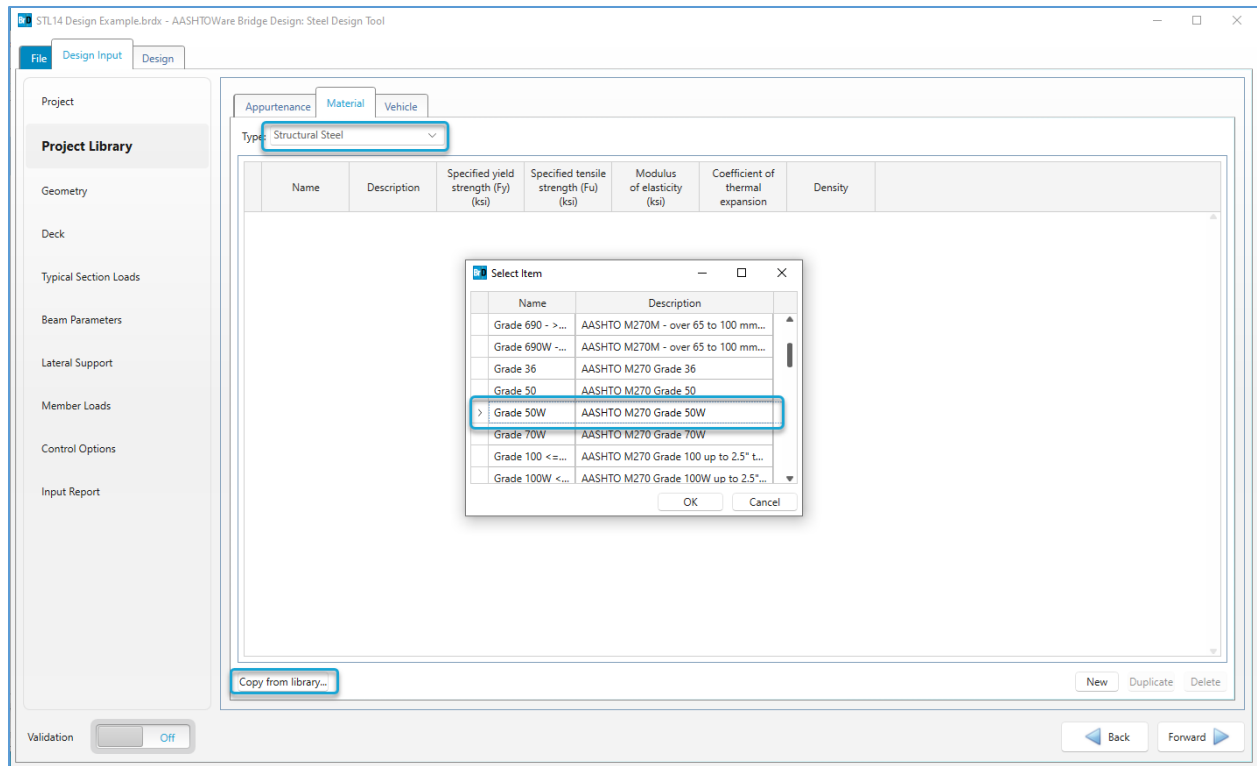 BrD STL14 Design Example.brdx - AASHTOWare Bridge Design: Steel Design Tool
File Design Input Design
Project
Project Library
Geometry
Deck
Typical Section Loads
Beam Parameters
Lateral Support
Member Loads
Control Options
Input Report
Appurtenance Material Vehicle
Type: Structural Steel
Name Description Specified yield strength (Fy) (ksi) Specified tensile strength (Fu) (ksi) Modulus of elasticity (ksi) Coefficient of thermal expansion Density
BrD Select Item
Name Description
Grade 690 - >... AASHTO M270M - over 65 to 100 mm...
Grade 690W -... AASHTO M270M - over 65 to 100 mm...
Grade 36 AASHTO M270 Grade 36
Grade 50 AASHTO M270 Grade 50
> Grade 50W AASHTO M270 Grade 50W
Grade 70W AASHTO M270 Grade 70W
Grade 100 <=... AASHTO M270 Grade 100 up to 2.5" t...
Grade 100W <... AASHTO M270 Grade 100W up to 2.5"...
OK Cancel
Copy from library... New Duplicate Delete
Validation Off Back Forward